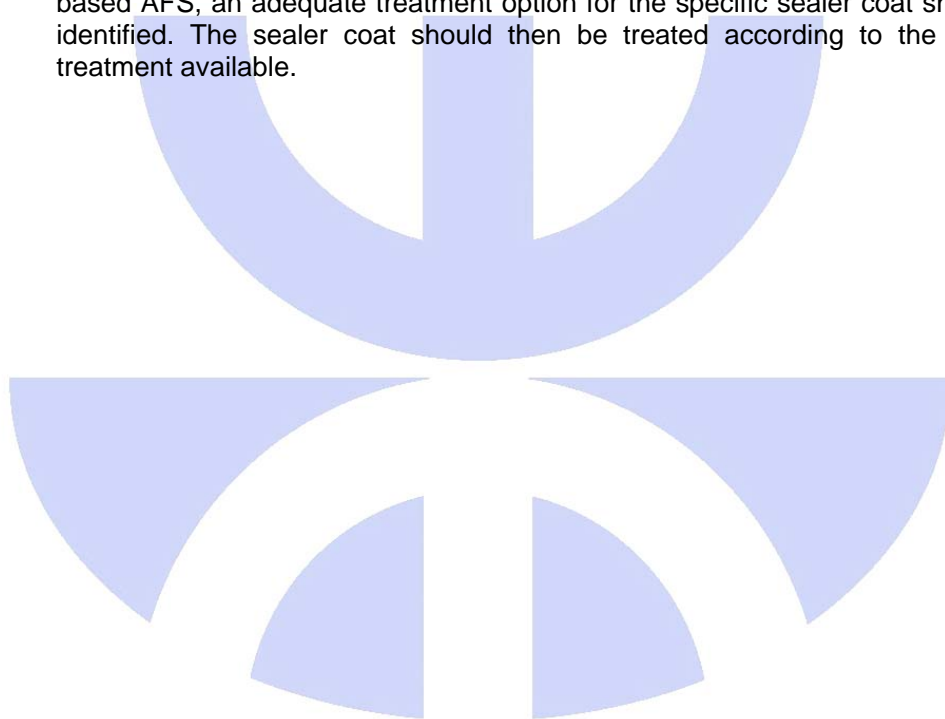 based AFS, an adequate treatment option for the specific sealer coat
identified. The sealer coat should then be treated according to the
treatment available.